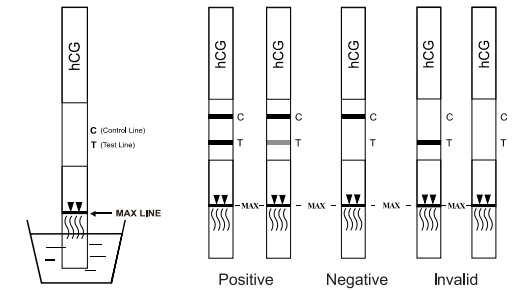 hCG
C (Control Line)
T (Test Line)
MAX LINE
hCG hCG hCG hCG hCG
C C C C
T T T T
MAX MAX MAX MAX
Positive Negative Invalid